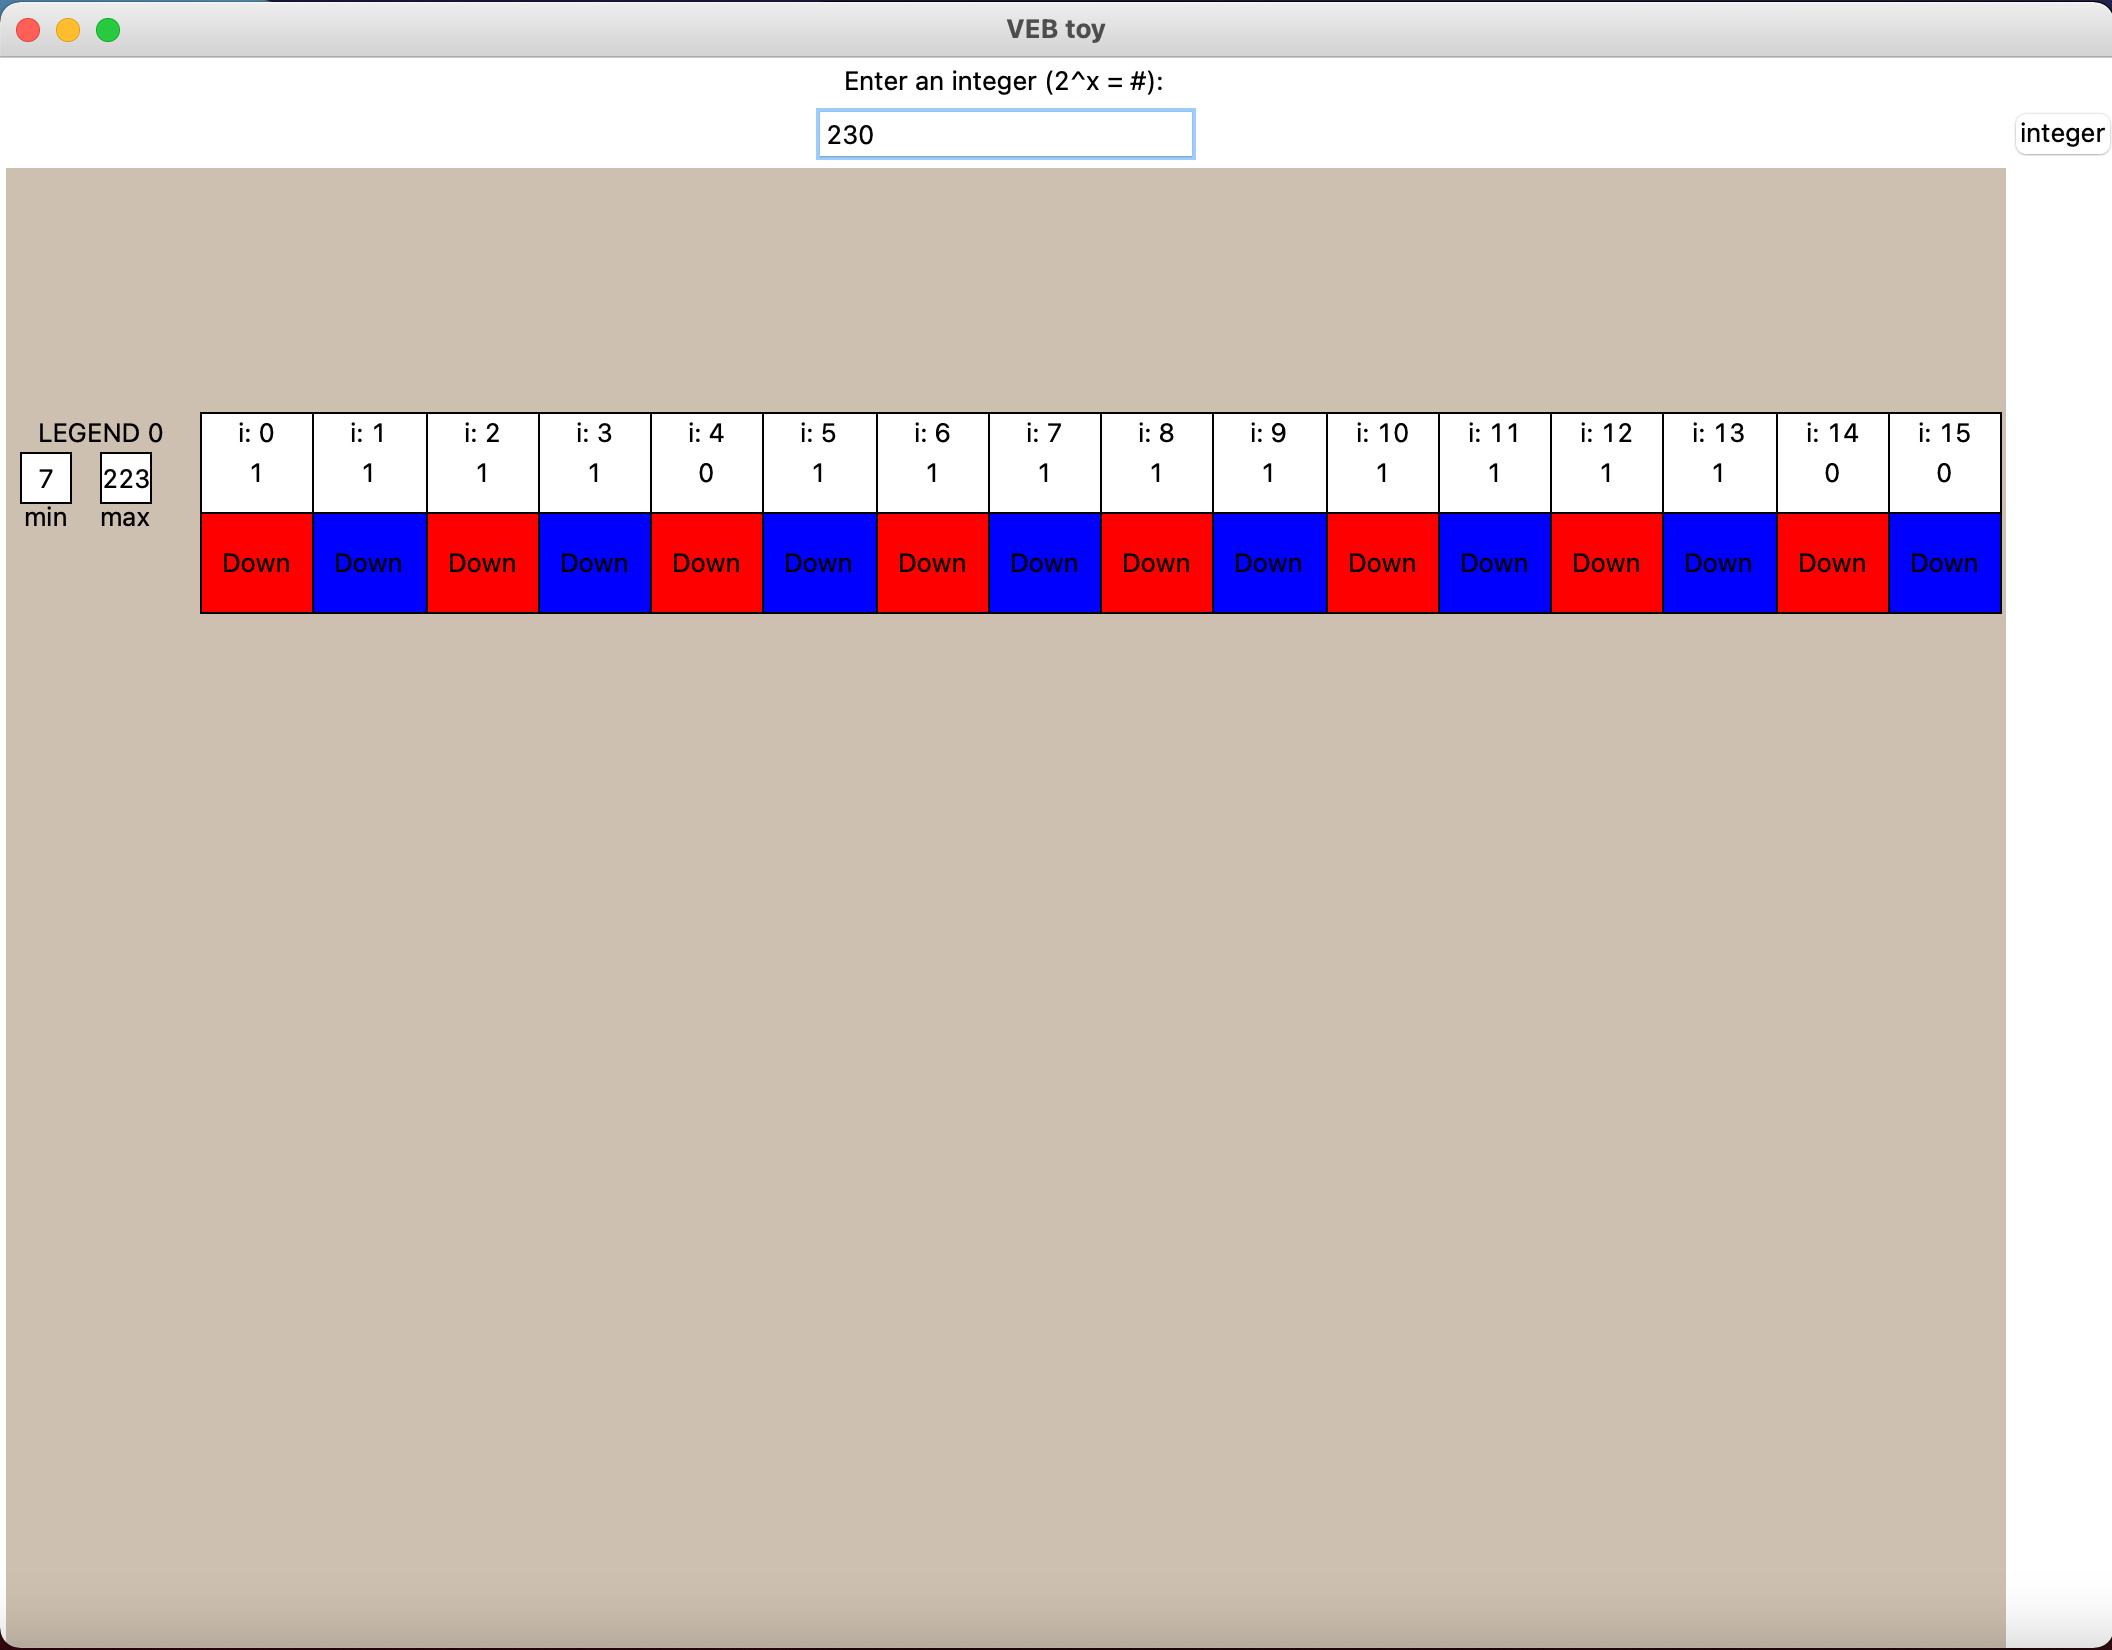 VEB toy
Enter an integer (2^x = #):
230
integer
LEGEND 0
7 223
min max
i: 0 i: 1 i: 2 i: 3 i: 4 i: 5 i: 6 i: 7 i: 8 i: 9 i: 10 i: 11 i: 12 i: 13 i: 14 i: 15
1 1 1 1 0 1 1 1 1 1 1 1 1 1 0 0
Down Down Down Down Down Down Down Down Down Down Down Down Down Down Down Down